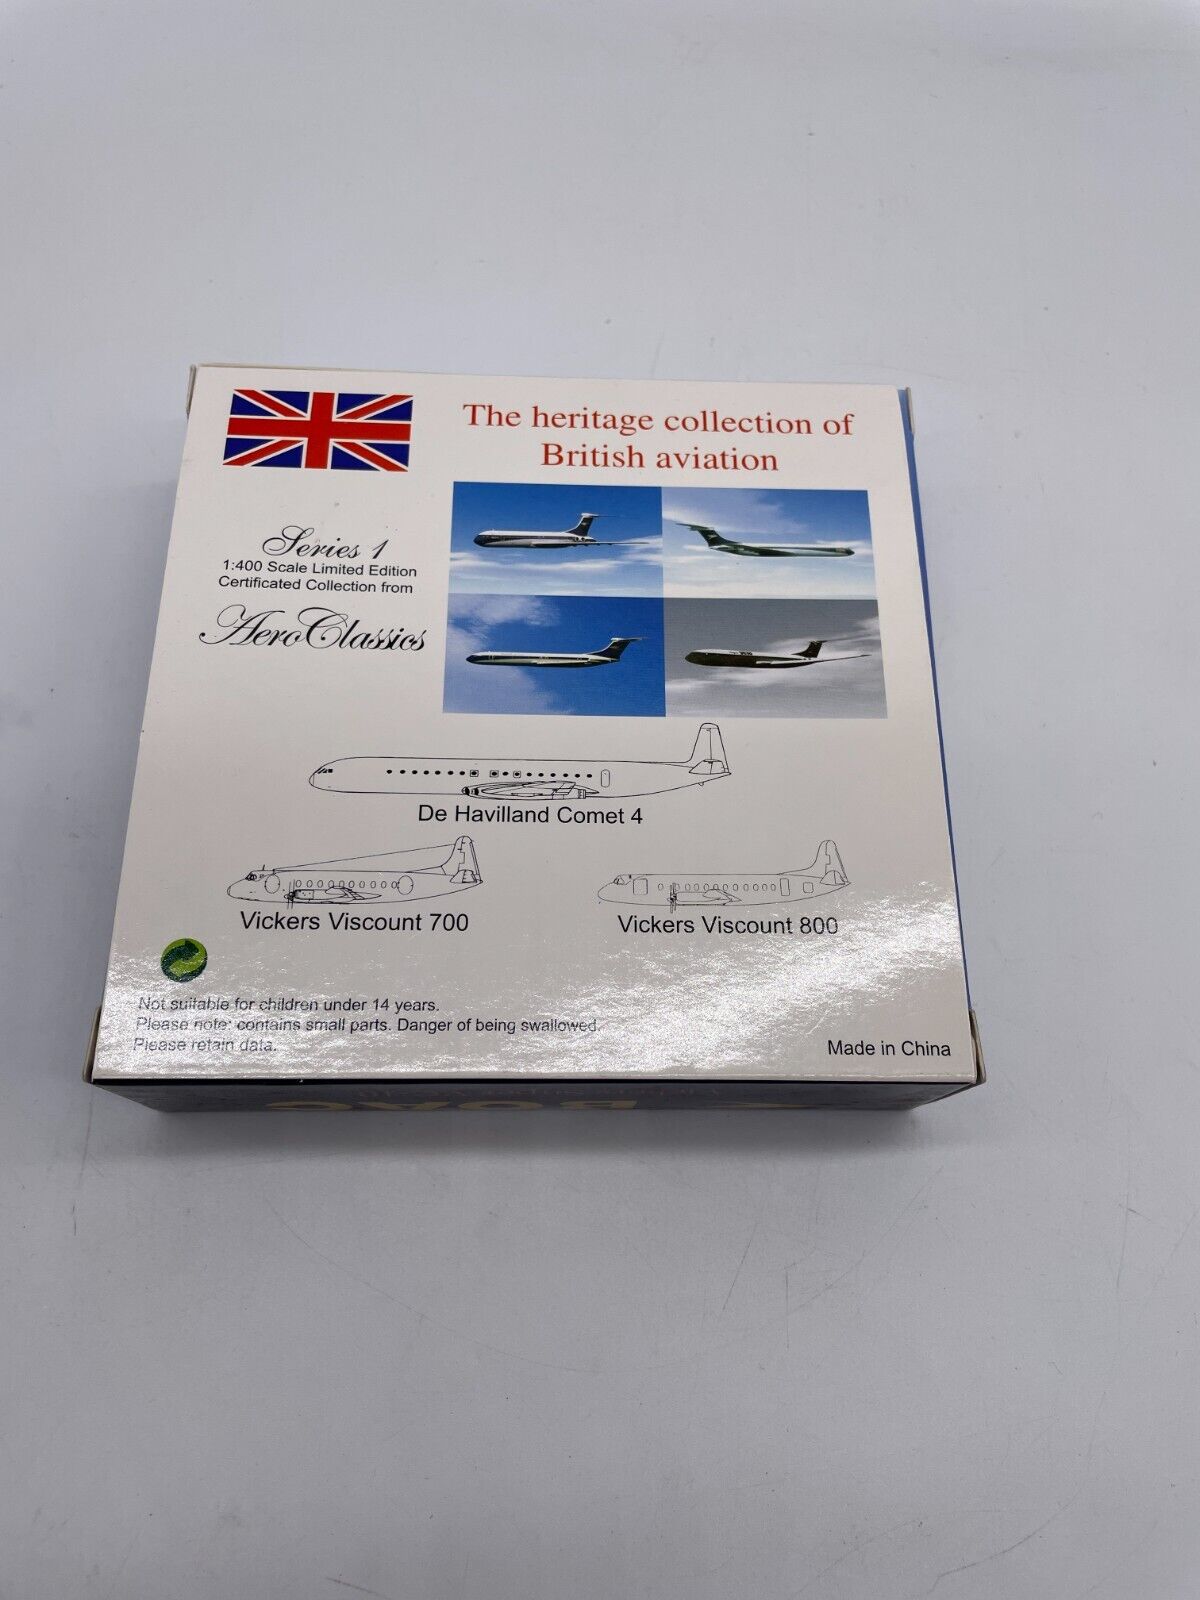 The heritage collection of
British aviation
Series 1
1:400 Scale Limited Edition
Certificated Collection from
AeroClassics
De Havilland Comet 4
Vickers Viscount 700
Vickers Viscount 800
Not suitable for children under 14 years.
Please note: contains small parts. Danger of being swallowed.
Please retain data.
Made in China
BOAC